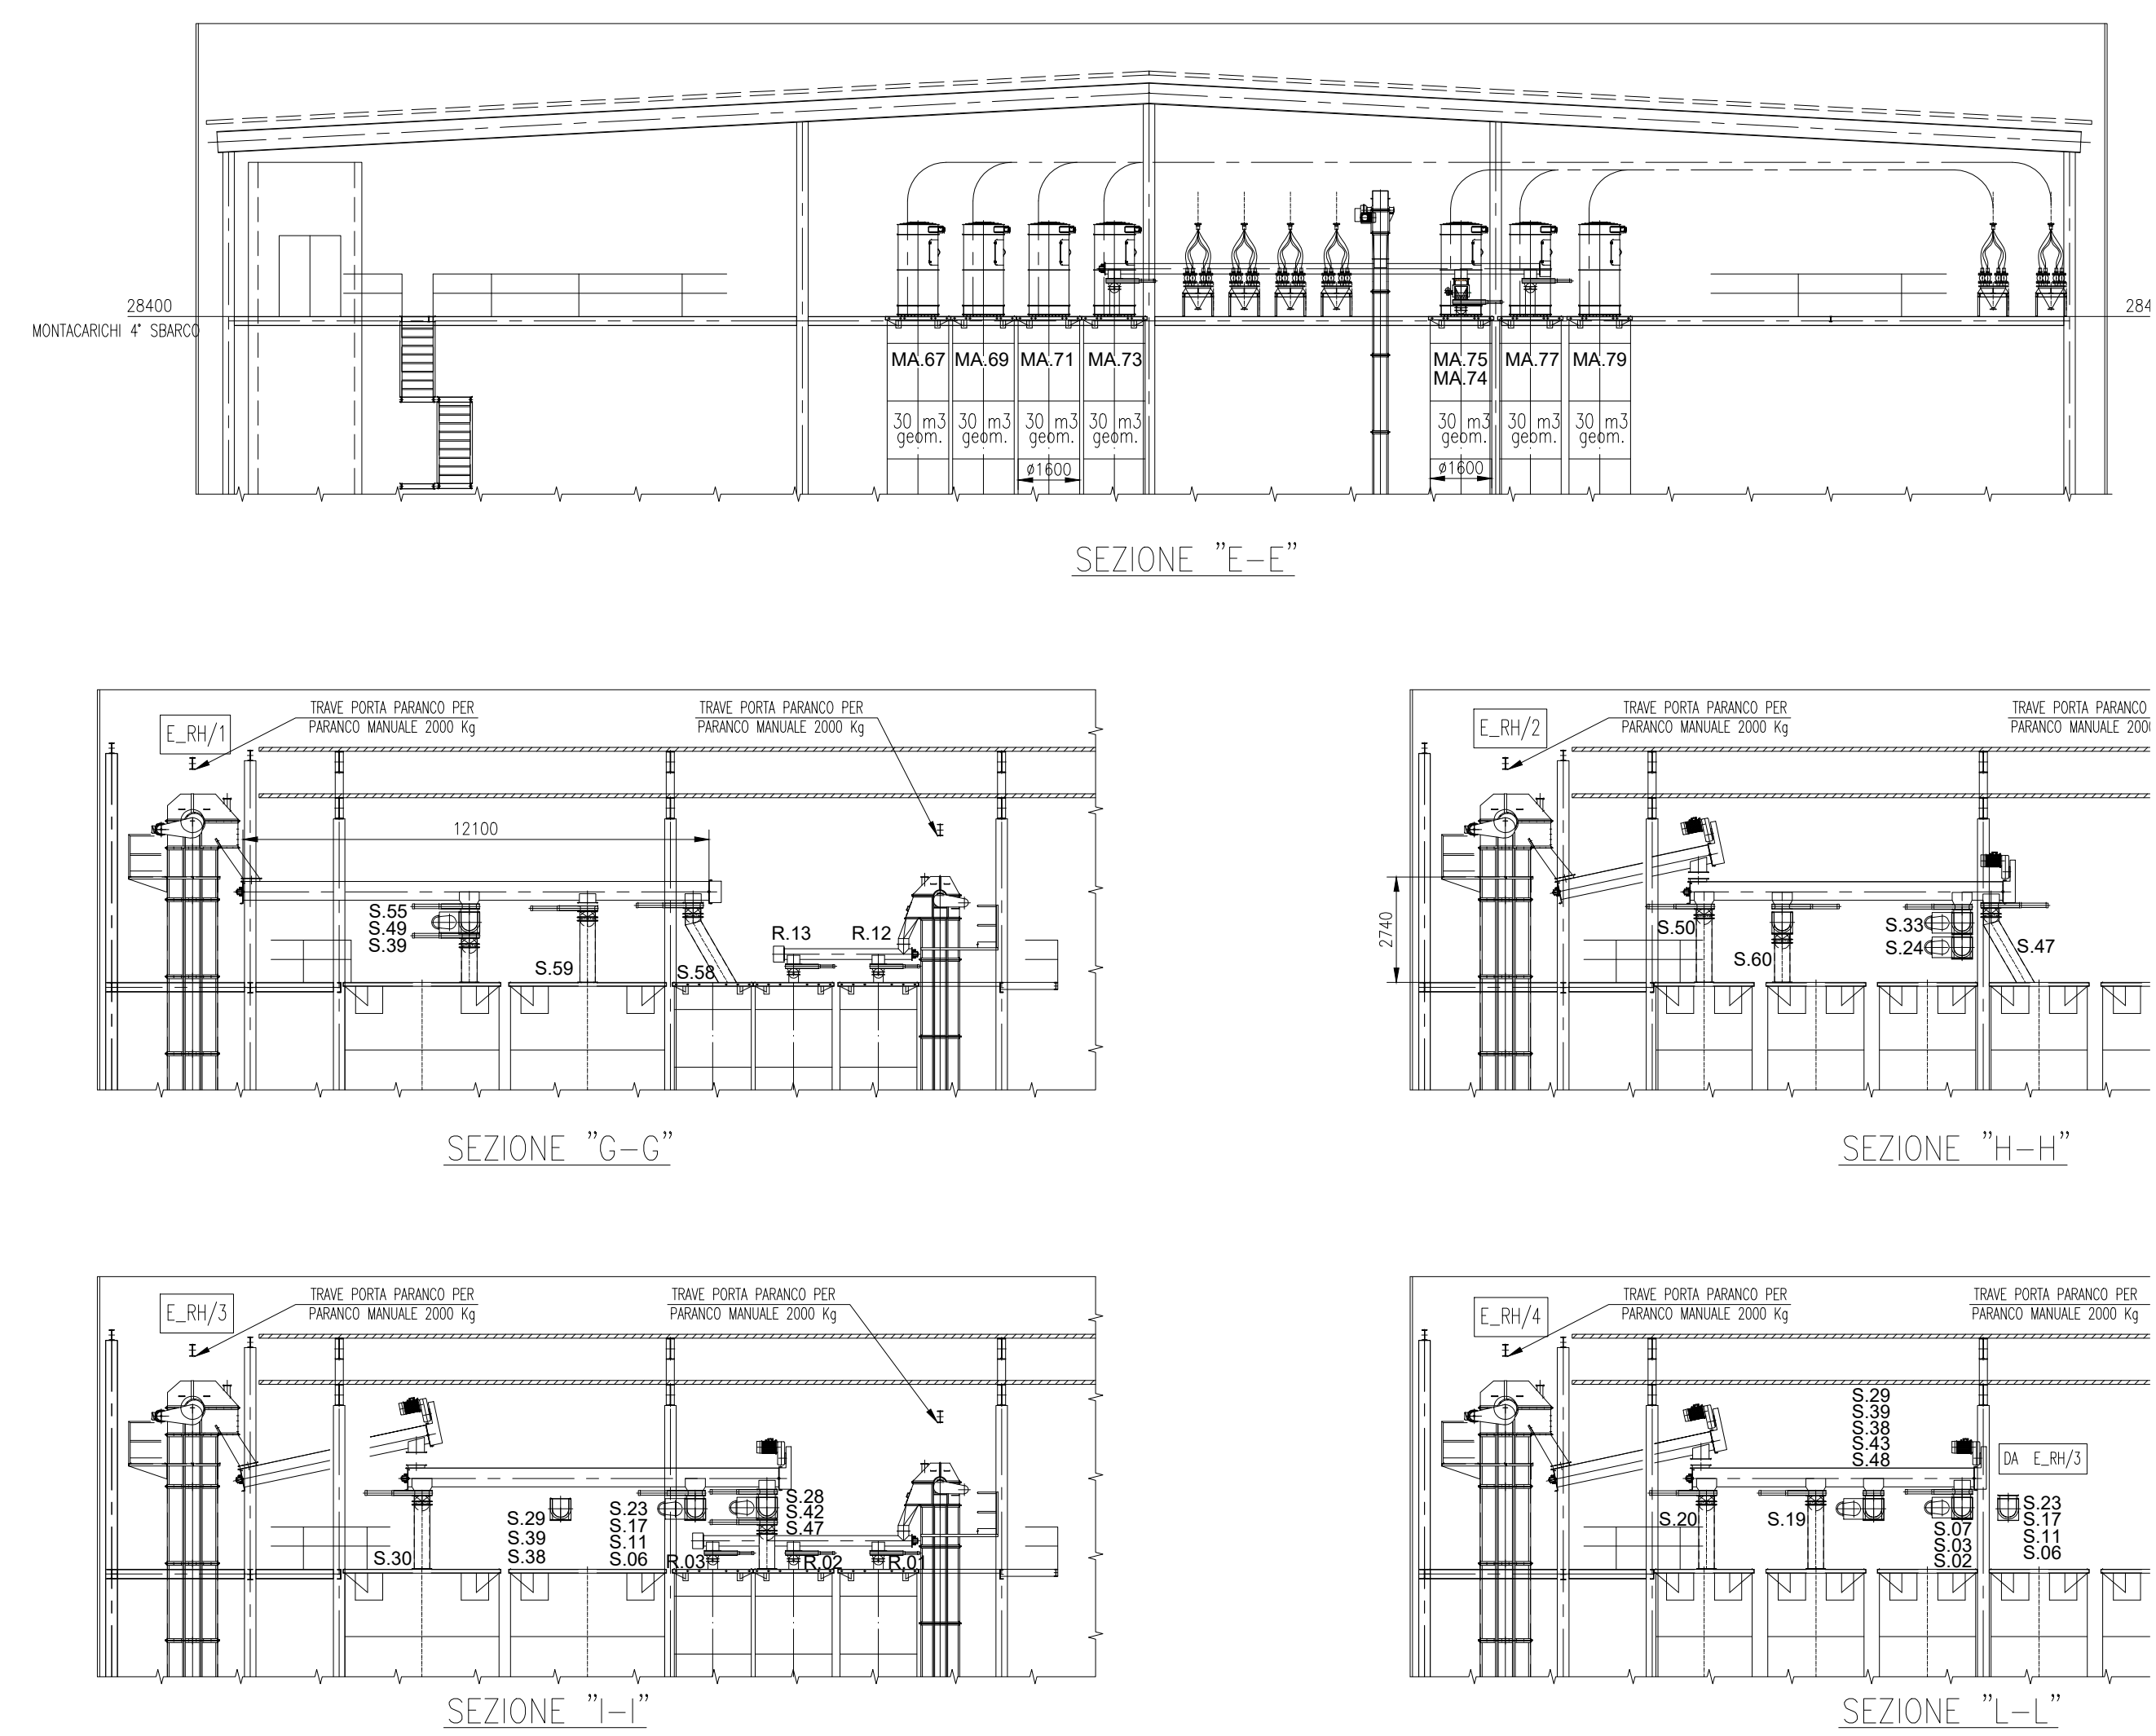 28400
MONTACARICHI 4° SBARCO
284
MA.67 MA.69 MA.71 MA.73 MA.75 MA.77 MA.79
MA.74
30 m3 30 m3 30 m3 30 m3 30 m3 30 m3 30 m3
geom. geom. geom. geom. geom. geom. geom.
ø1600 ø1600
SEZIONE "E-E"
E_RH/1
TRAVE PORTA PARANCO PER
PARANCO MANUALE 2000 Kg
TRAVE PORTA PARANCO PER
PARANCO MANUALE 2000 Kg
12100
S.55
S.49
S.39
S.59
S.58
R.13
R.12
SEZIONE "G-G"
E_RH/2
TRAVE PORTA PARANCO PER
PARANCO MANUALE 2000 Kg
TRAVE PORTA PARANCO
PARANCO MANUALE 200
2740
S.50
S.60
S.33
S.24
S.47
SEZIONE "H-H"
E_RH/3
TRAVE PORTA PARANCO PER
PARANCO MANUALE 2000 Kg
TRAVE PORTA PARANCO PER
PARANCO MANUALE 2000 Kg
S.30
S.29
S.39
S.38
S.23
S.17
S.11
S.06
S.28
S.42
S.47
R.03
R.02
R.01
SEZIONE "I-I"
E_RH/4
TRAVE PORTA PARANCO PER
PARANCO MANUALE 2000 Kg
TRAVE PORTA PARANCO PER
PARANCO MANUALE 2000 Kg
S.29
S.39
S.38
S.43
S.48
DA E_RH/3
S.20
S.19
S.07
S.03
S.02
S.23
S.17
S.11
S.06
SEZIONE "L-L"